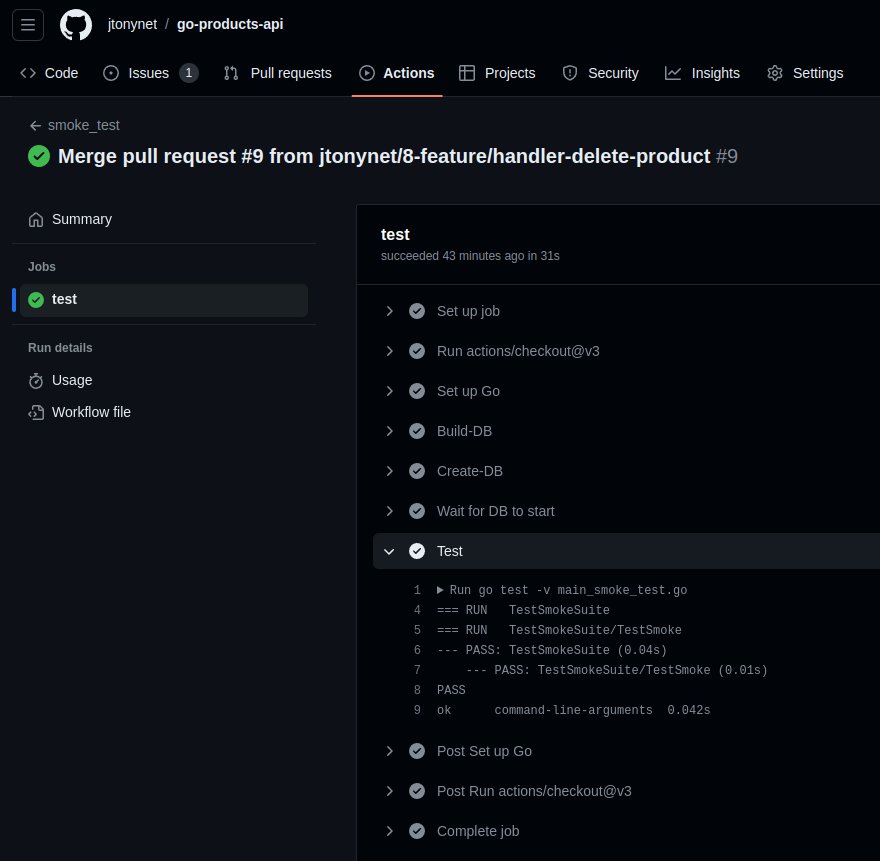 jtonynet / go-products-api
Code Issues 1 Pull requests Actions Projects Security Insights Settings
smoke_test
Merge pull request #9 from jtonynet/8-feature/handler-delete-product #9
Summary
Jobs
test
Run details
Usage
Workflow file
test
succeeded 43 minutes ago in 31s
Set up job
Run actions/checkout@v3
Set up Go
Build-DB
Create-DB
Wait for DB to start
Test
1 Run go test -v main_smoke_test.go
4 === RUN   TestSmokeSuite
5 === RUN   TestSmokeSuite/TestSmoke
6 --- PASS: TestSmokeSuite (0.04s)
7     --- PASS: TestSmokeSuite/TestSmoke (0.01s)
8 PASS
9 ok      command-line-arguments  0.042s
Post Set up Go
Post Run actions/checkout@v3
Complete job